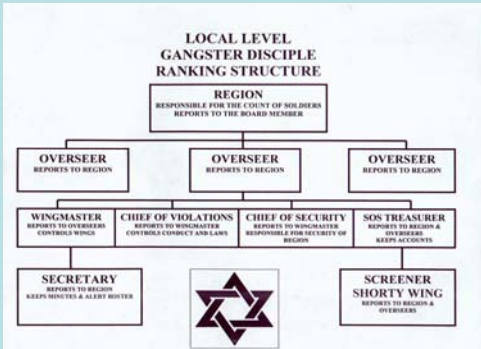 LOCAL LEVEL
GANGSTER DISCIPLE
RANKING STRUCTURE
REGION
RESPONSIBLE FOR THE COUNT OF SOLDIERS
REPORTS TO THE BOARD MEMBER
OVERSEER
REPORTS TO REGION
OVERSEER
REPORTS TO REGION
OVERSEER
REPORTS TO REGION
WINGMASTER
REPORTS TO OVERSEERS
CONTROLS WINGS
CHIEF OF VIOLATIONS
REPORTS TO WINGMASTER
CONTROLS CONDUCT AND LAWS
CHIEF OF SECURITY
REPORTS TO WINGMASTER
RESPONSIBLE FOR SECURITY OF
REGION
SOS TREASURER
REPORTS TO REGION &
OVERSEERS
KEEPS ACCOUNTS
SECRETARY
REPORTS TO REGION
KEEPS MINUTES & ALERT ROSTER
SCREENER
SHORTY WING
REPORTS TO REGION &
OVERSEERS